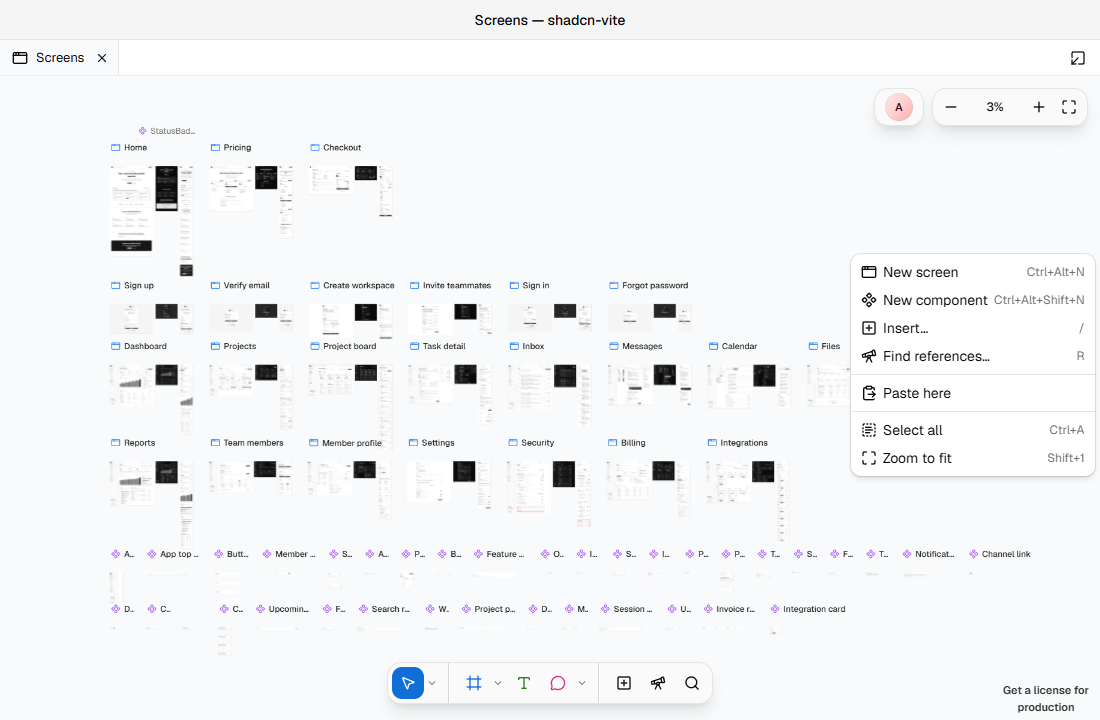 Screens — shadcn-vite
Screens
A
3%
StatusBad...
Home
Pricing
Checkout
Sign up
Verify email
Create workspace
Invite teammates
Sign in
Forgot password
Dashboard
Projects
Project board
Task detail
Inbox
Messages
Calendar
Files
Reports
Team members
Member profile
Settings
Security
Billing
Integrations
A...
App top ...
Butt...
Member ...
S...
A...
P...
B...
Feature ...
O...
I...
S...
I...
P...
P...
T...
S...
F...
T...
Notificat...
Channel link
D...
C...
C...
Upcomin...
F...
Search r...
W...
Project p...
D...
M...
Session ...
U...
Invoice r...
Integration card
New screen Ctrl+Alt+N
New component Ctrl+Alt+Shift+N
Insert... /
Find references... R
Paste here
Select all Ctrl+A
Zoom to fit Shift+1
Get a license for
production